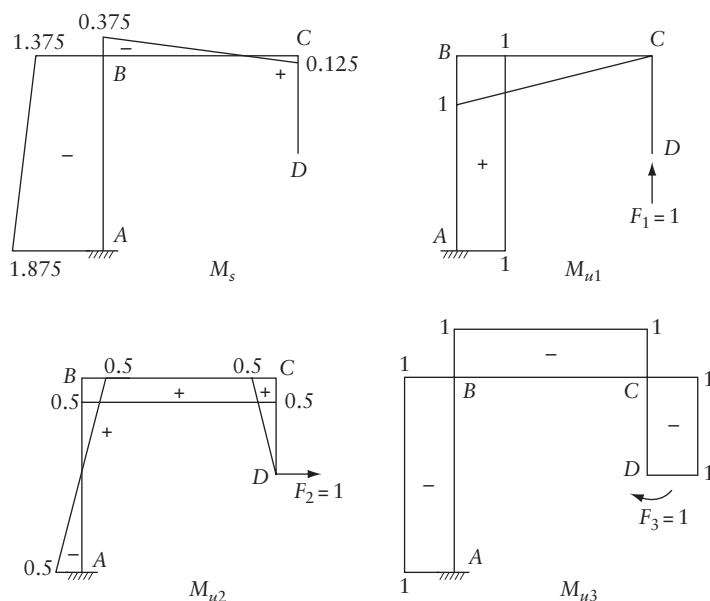 0.375
1.375
–
C
0.125
B
+
–
D
A
1.875
M_s
B
1
C
1
+
D
F_1 = 1
A
1
M_u1
B
0.5
0.5
C
0.5
+
+
0.5
+
D
F_2 = 1
0.5
–
A
M_u2
1
1
–
1
1
B
C
–
–
D
1
F_3 = 1
A
1
M_u3